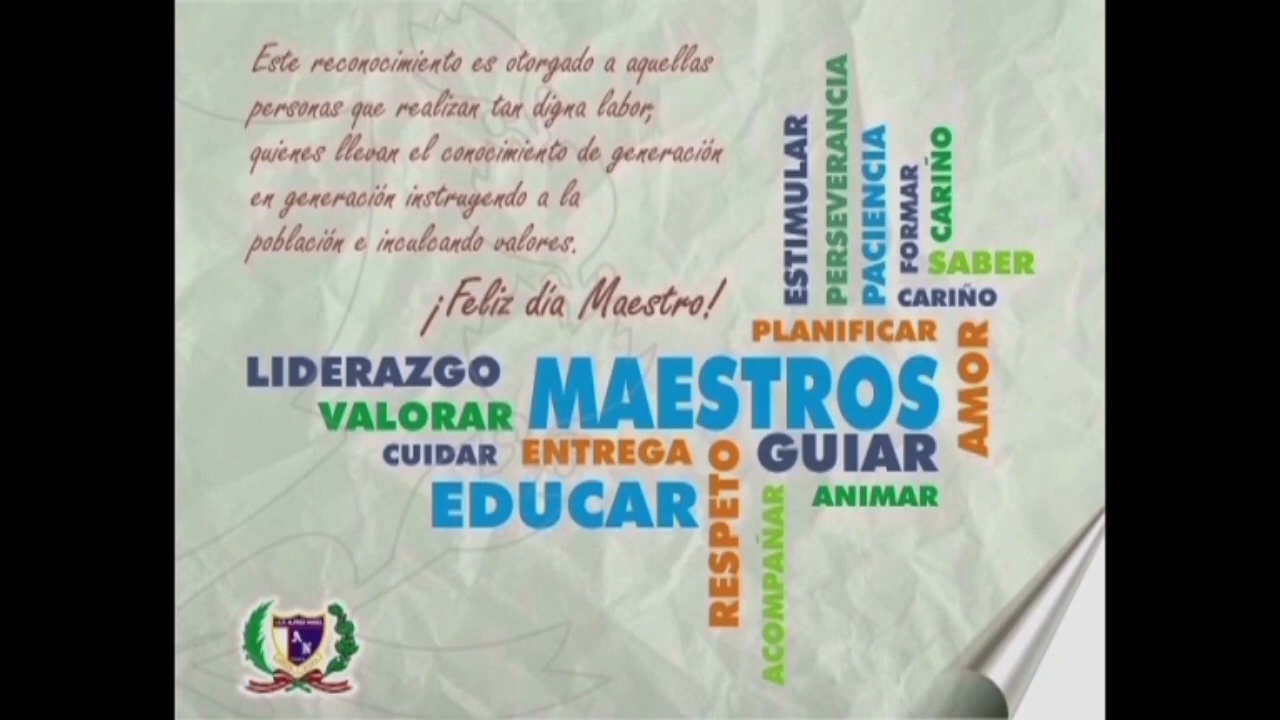 Este reconocimiento es otorgado a aquellas
personas que realizan tan digna labor,
quienes llevan el conocimiento de generación
en generación instruyendo a la
población e inculcando valores.
¡Feliz día Maestro!
ESTIMULAR
PERSEVERANCIA
PACIENCIA
FORMAR
CARIÑO
SABER
CARIÑO
PLANIFICAR
AMOR
LIDERAZGO
MAESTROS
VALORAR
CUIDAR
ENTREGA
GUIAR
EDUCAR
RESPETO
ACOMPAÑAR
ANIMAR
A
N